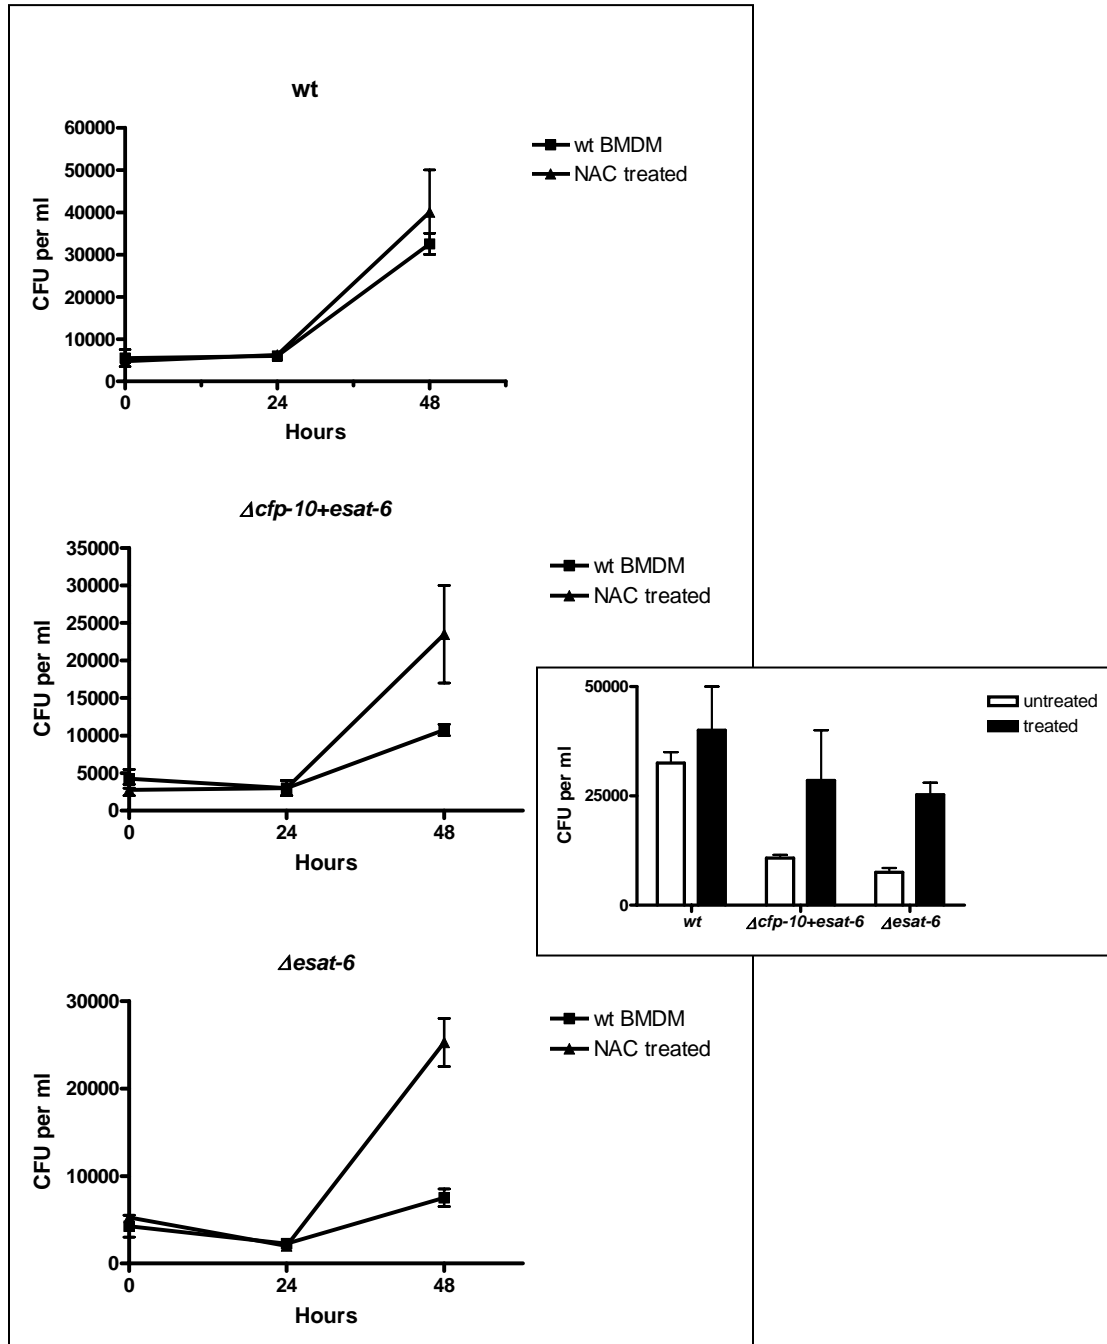 wt
60000
50000
40000
30000
20000
10000
0
CFU per ml
0 24 48
Hours
wt BMDM
NAC treated
Δcfp-10+esat-6
35000
30000
25000
20000
15000
10000
5000
0
CFU per ml
0 24 48
Hours
wt BMDM
NAC treated
50000
25000
0
CFU per ml
wt Δcfp-10+esat-6 Δesat-6
untreated
treated
Δesat-6
30000
20000
10000
0
CFU per ml
0 24 48
Hours
wt BMDM
NAC treated